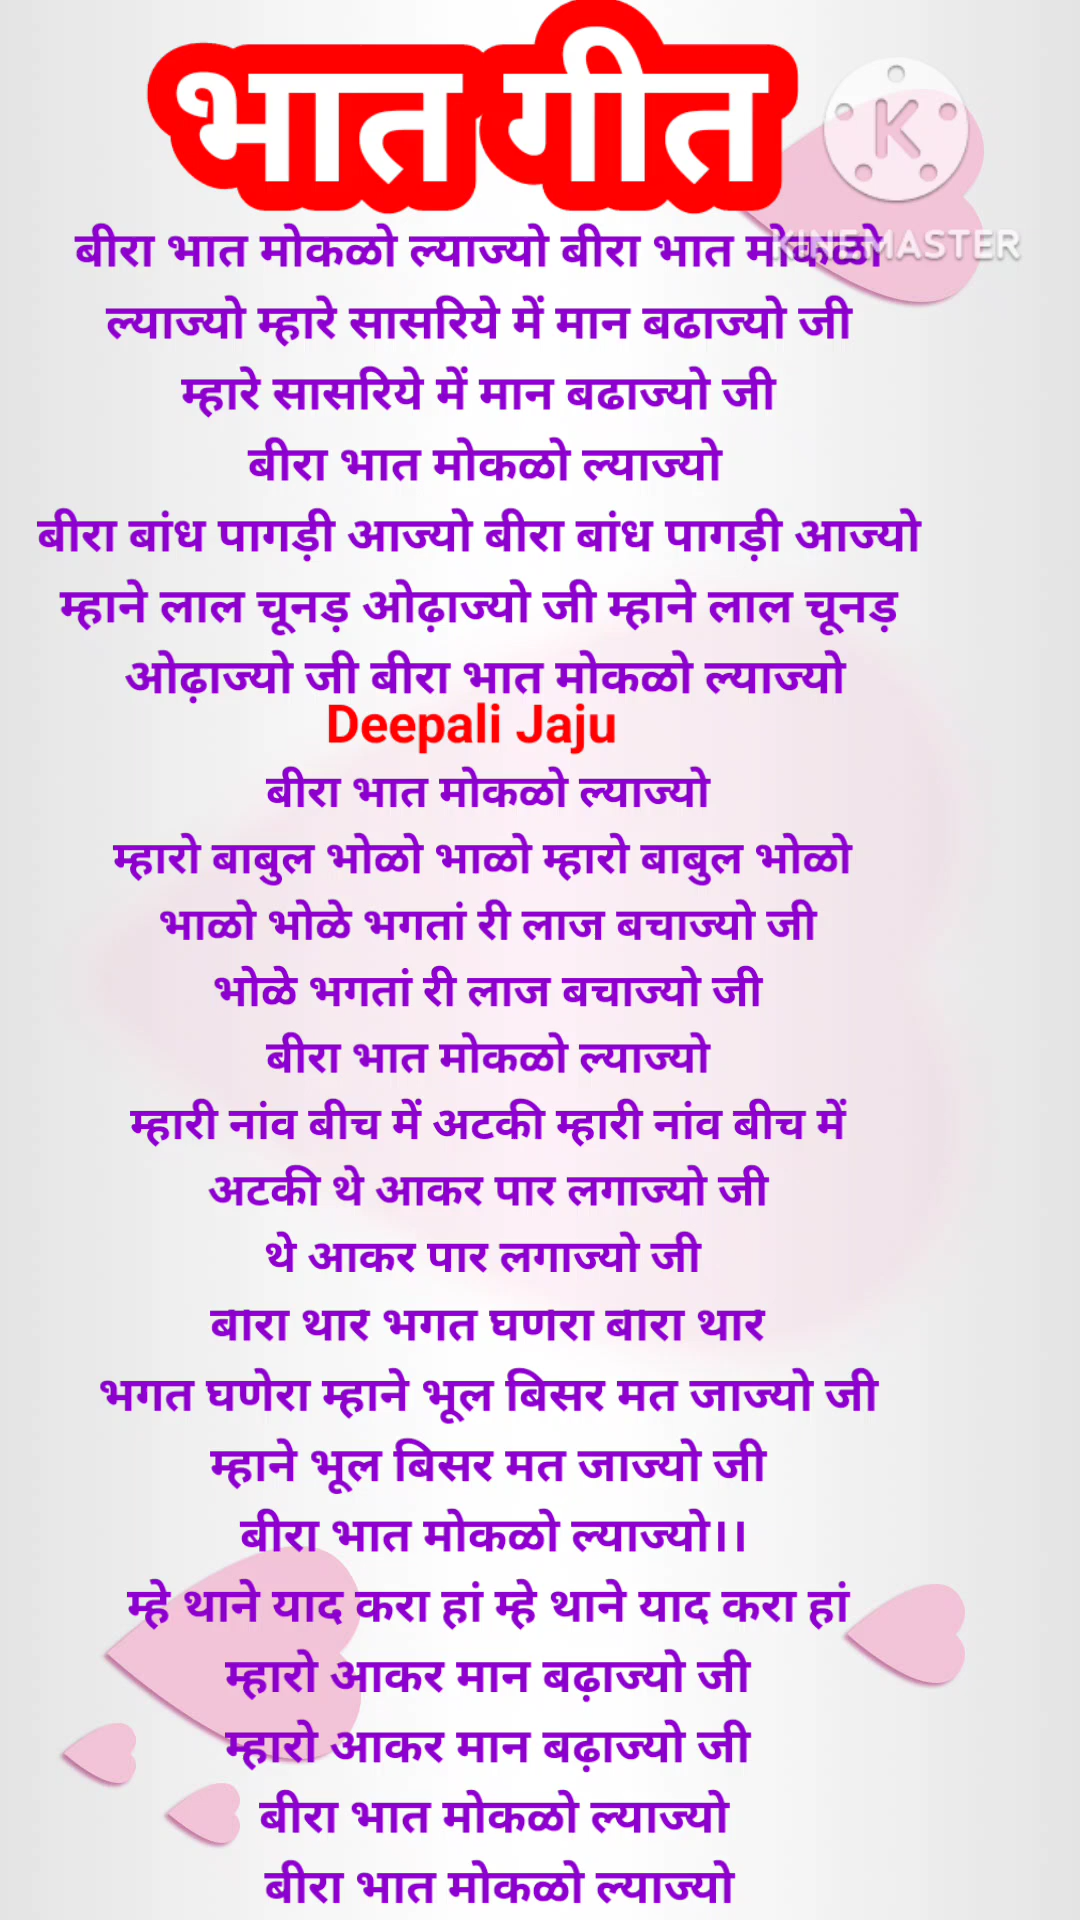 भात गीत
K
KINEMASTER
बीरा भात मोकळो ल्याज्यो बीरा भात मोकळो
ल्याज्यो म्हारे सासरिये में मान बढाज्यो जी
म्हारे सासरिये में मान बढाज्यो जी
बीरा भात मोकळो ल्याज्यो
बीरा बांध पागड़ी आज्यो बीरा बांध पागड़ी आज्यो
म्हाने लाल चूनड़ ओढ़ाज्यो जी म्हाने लाल चूनड़
ओढ़ाज्यो जी बीरा भात मोकळो ल्याज्यो
Deepali Jaju
बीरा भात मोकळो ल्याज्यो
म्हारो बाबुल भोळो भाळो म्हारो बाबुल भोळो
भाळो भोळे भगतां री लाज बचाज्यो जी
भोळे भगतां री लाज बचाज्यो जी
बीरा भात मोकळो ल्याज्यो
म्हारी नांव बीच में अटकी म्हारी नांव बीच में
अटकी थे आकर पार लगाज्यो जी
थे आकर पार लगाज्यो जी
बीरा थारे भगत घणेरा बीरा थारे
भगत घणेरा म्हाने भूल बिसर मत जाज्यो जी
म्हाने भूल बिसर मत जाज्यो जी
बीरा भात मोकळो ल्याज्यो।।
म्हे थाने याद करा हां म्हे थाने याद करा हां
म्हारो आकर मान बढ़ाज्यो जी
म्हारो आकर मान बढ़ाज्यो जी
बीरा भात मोकळो ल्याज्यो
बीरा भात मोकळो ल्याज्यो